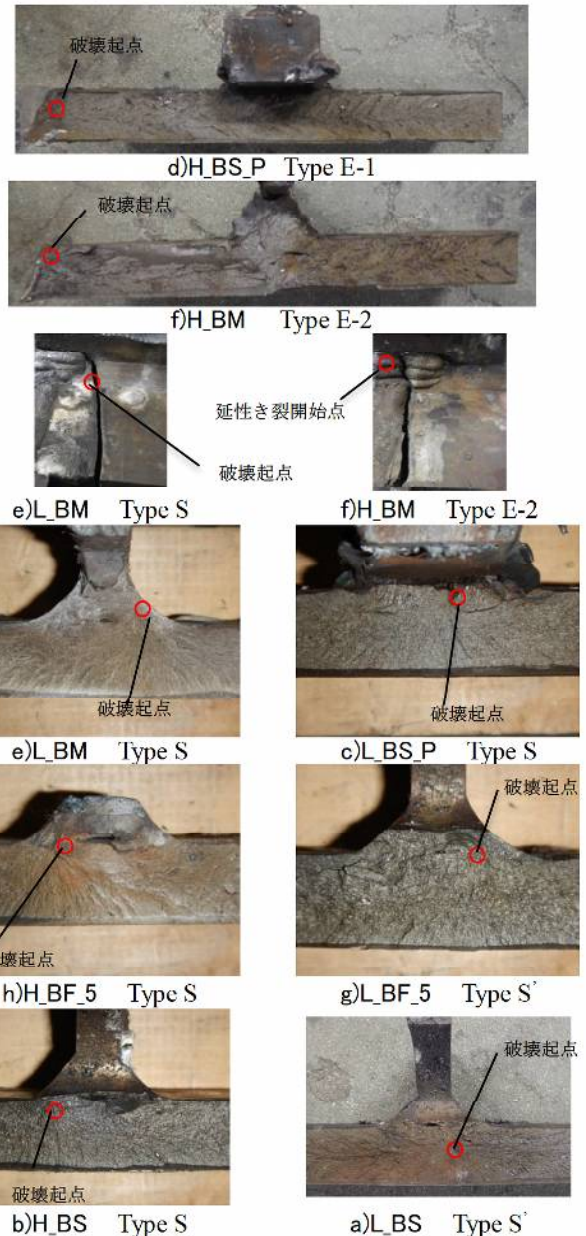 破壊起点
d)H_BS_P Type E-1
破壊起点
f)H_BM Type E-2
延性き裂開始点
破壊起点
e)L_BM Type S
f)H_BM Type E-2
破壊起点
破壊起点
e)L_BM Type S
c)L_BS_P Type S
破壊起点
壊起点
h)H_BF_5 Type S
g)L_BF_5 Type S'
破壊起点
破壊起点
b)H_BS Type S
a)L_BS Type S'